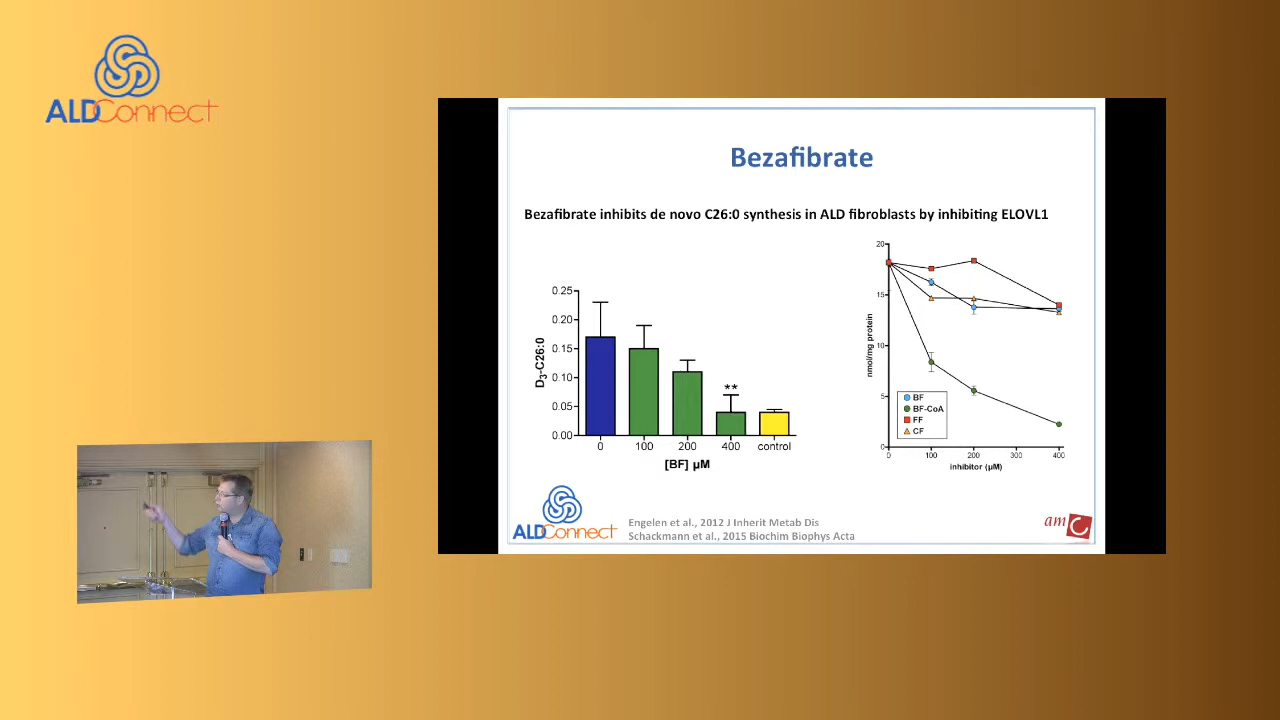 ALDConnect
Bezafibrate
Bezafibrate inhibits de novo C26:0 synthesis in ALD fibroblasts by inhibiting ELOVL1
0.25
0.20
0.15
0.10
0.05
0.00
D3-C26:0
**
0 100 200 400 control
[BF] µM
20
15
10
5
0
nmol/mg protein
BF
BF-CoA
FF
CF
0 100 200 300 400
inhibitor (µM)
ALDConnect
Engelen et al., 2012 J Inherit Metab Dis
Schackmann et al., 2015 Biochim Biophys Acta
amC